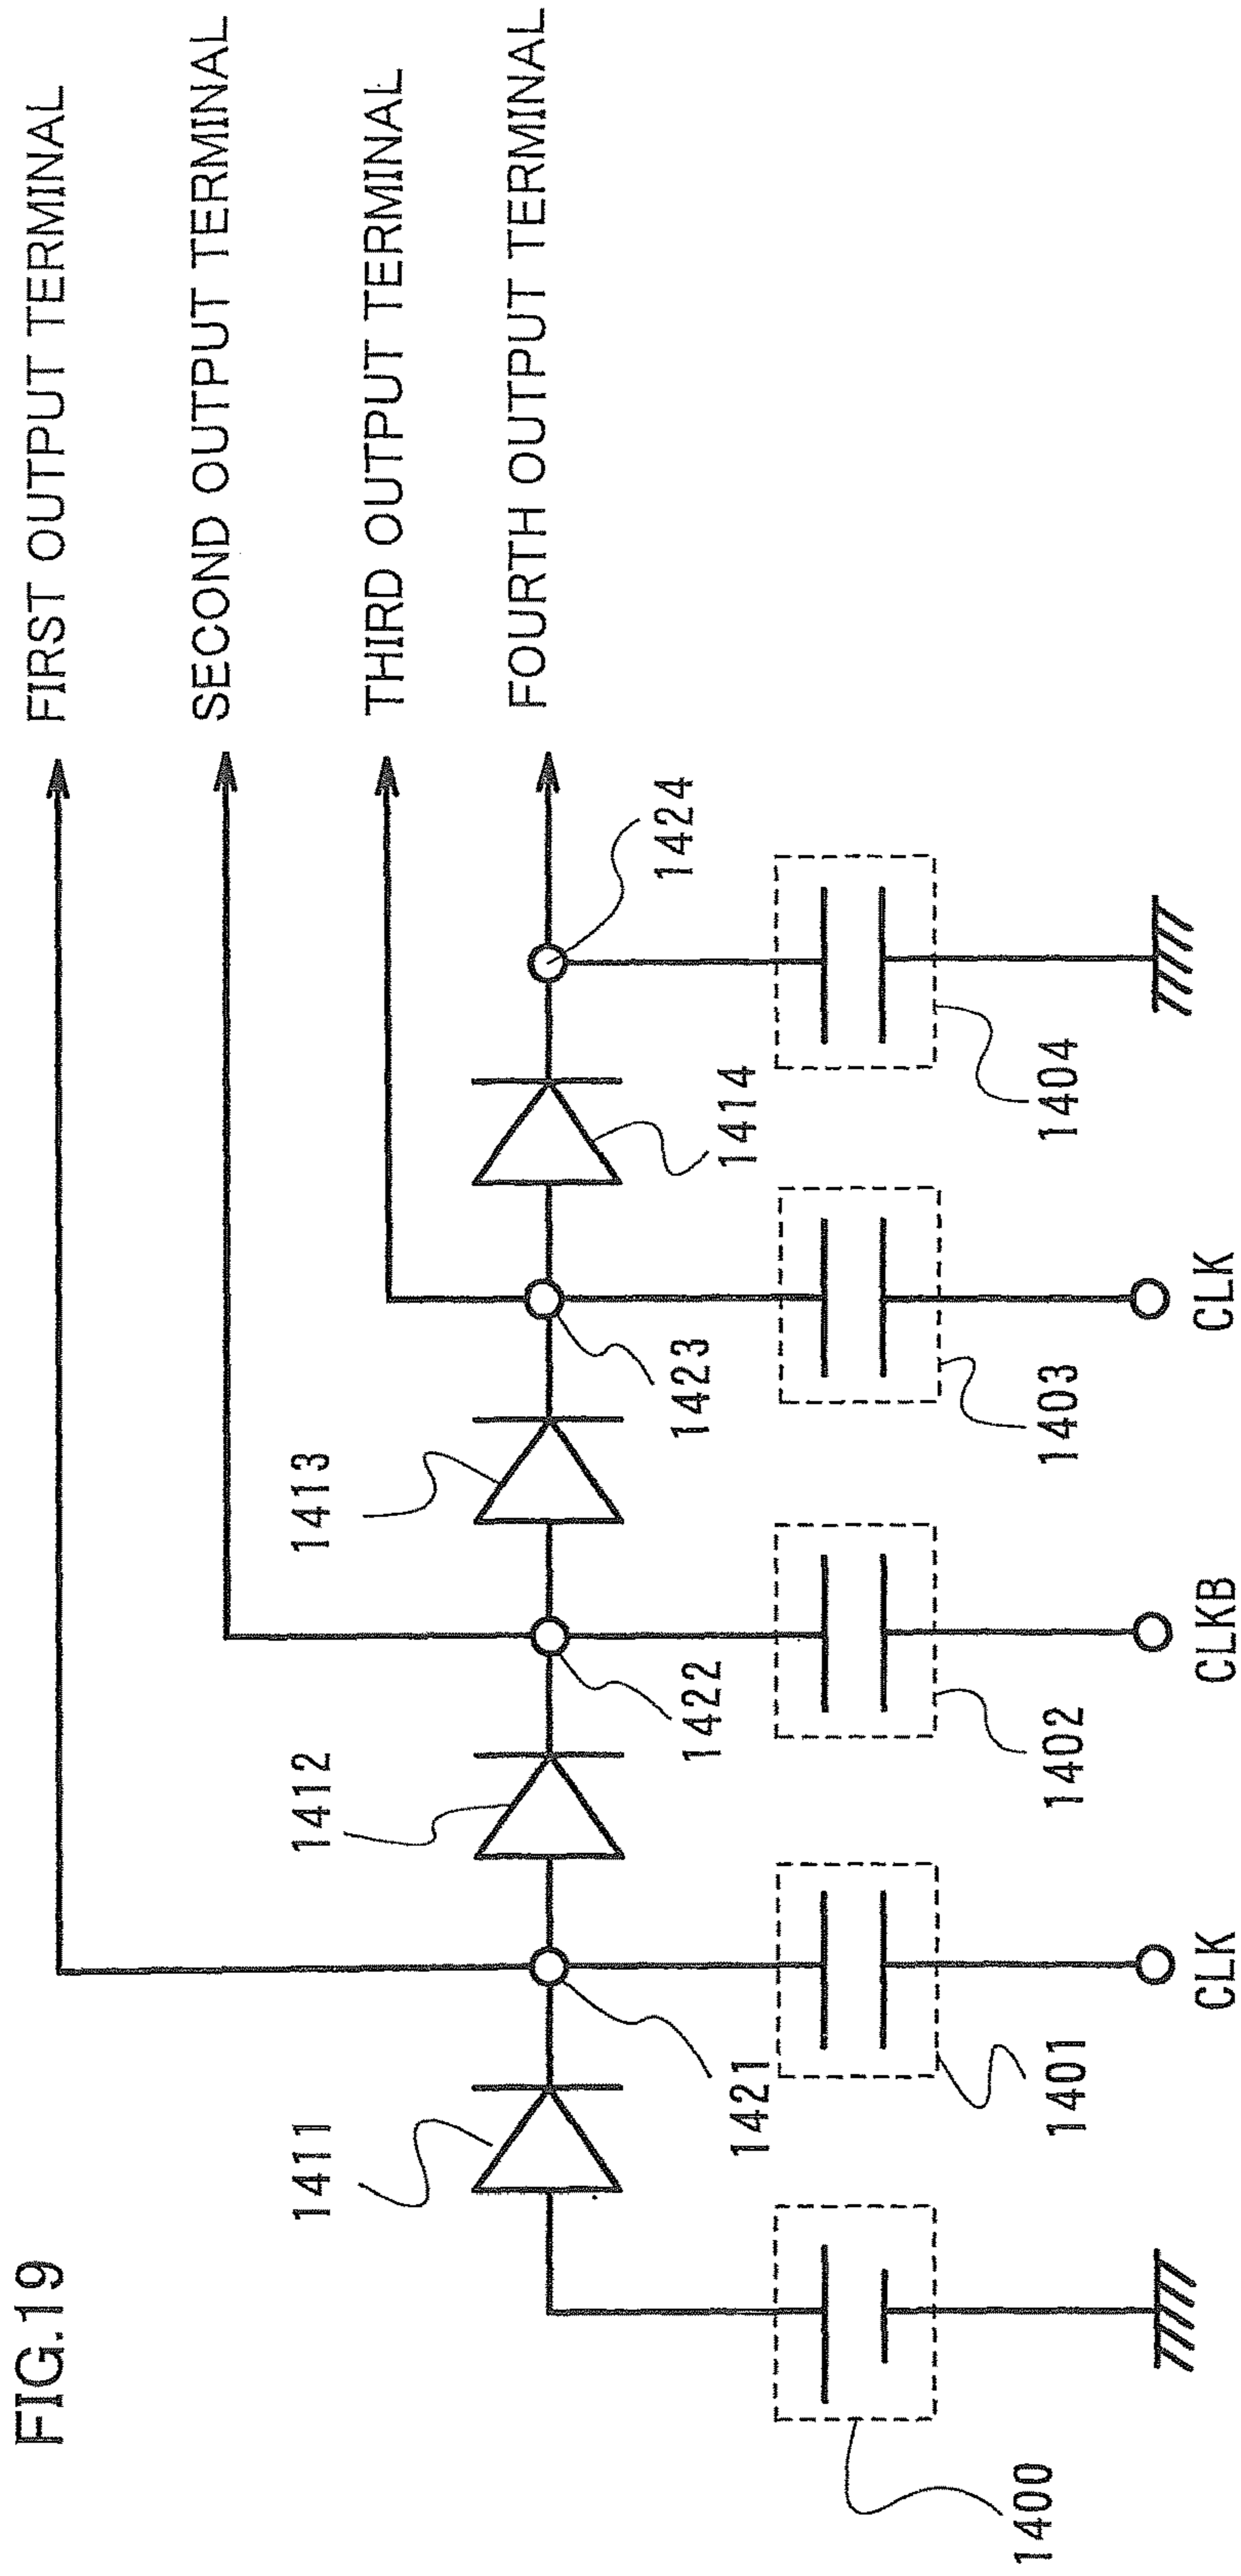 FIG.19
FIRST OUTPUT TERMINAL
SECOND OUTPUT TERMINAL
THIRD OUTPUT TERMINAL
FOURTH OUTPUT TERMINAL
1411
1412
1413
1414
1421
1422
1423
1424
1400
1401
1402
1403
1404
CLK
CLKB
CLK